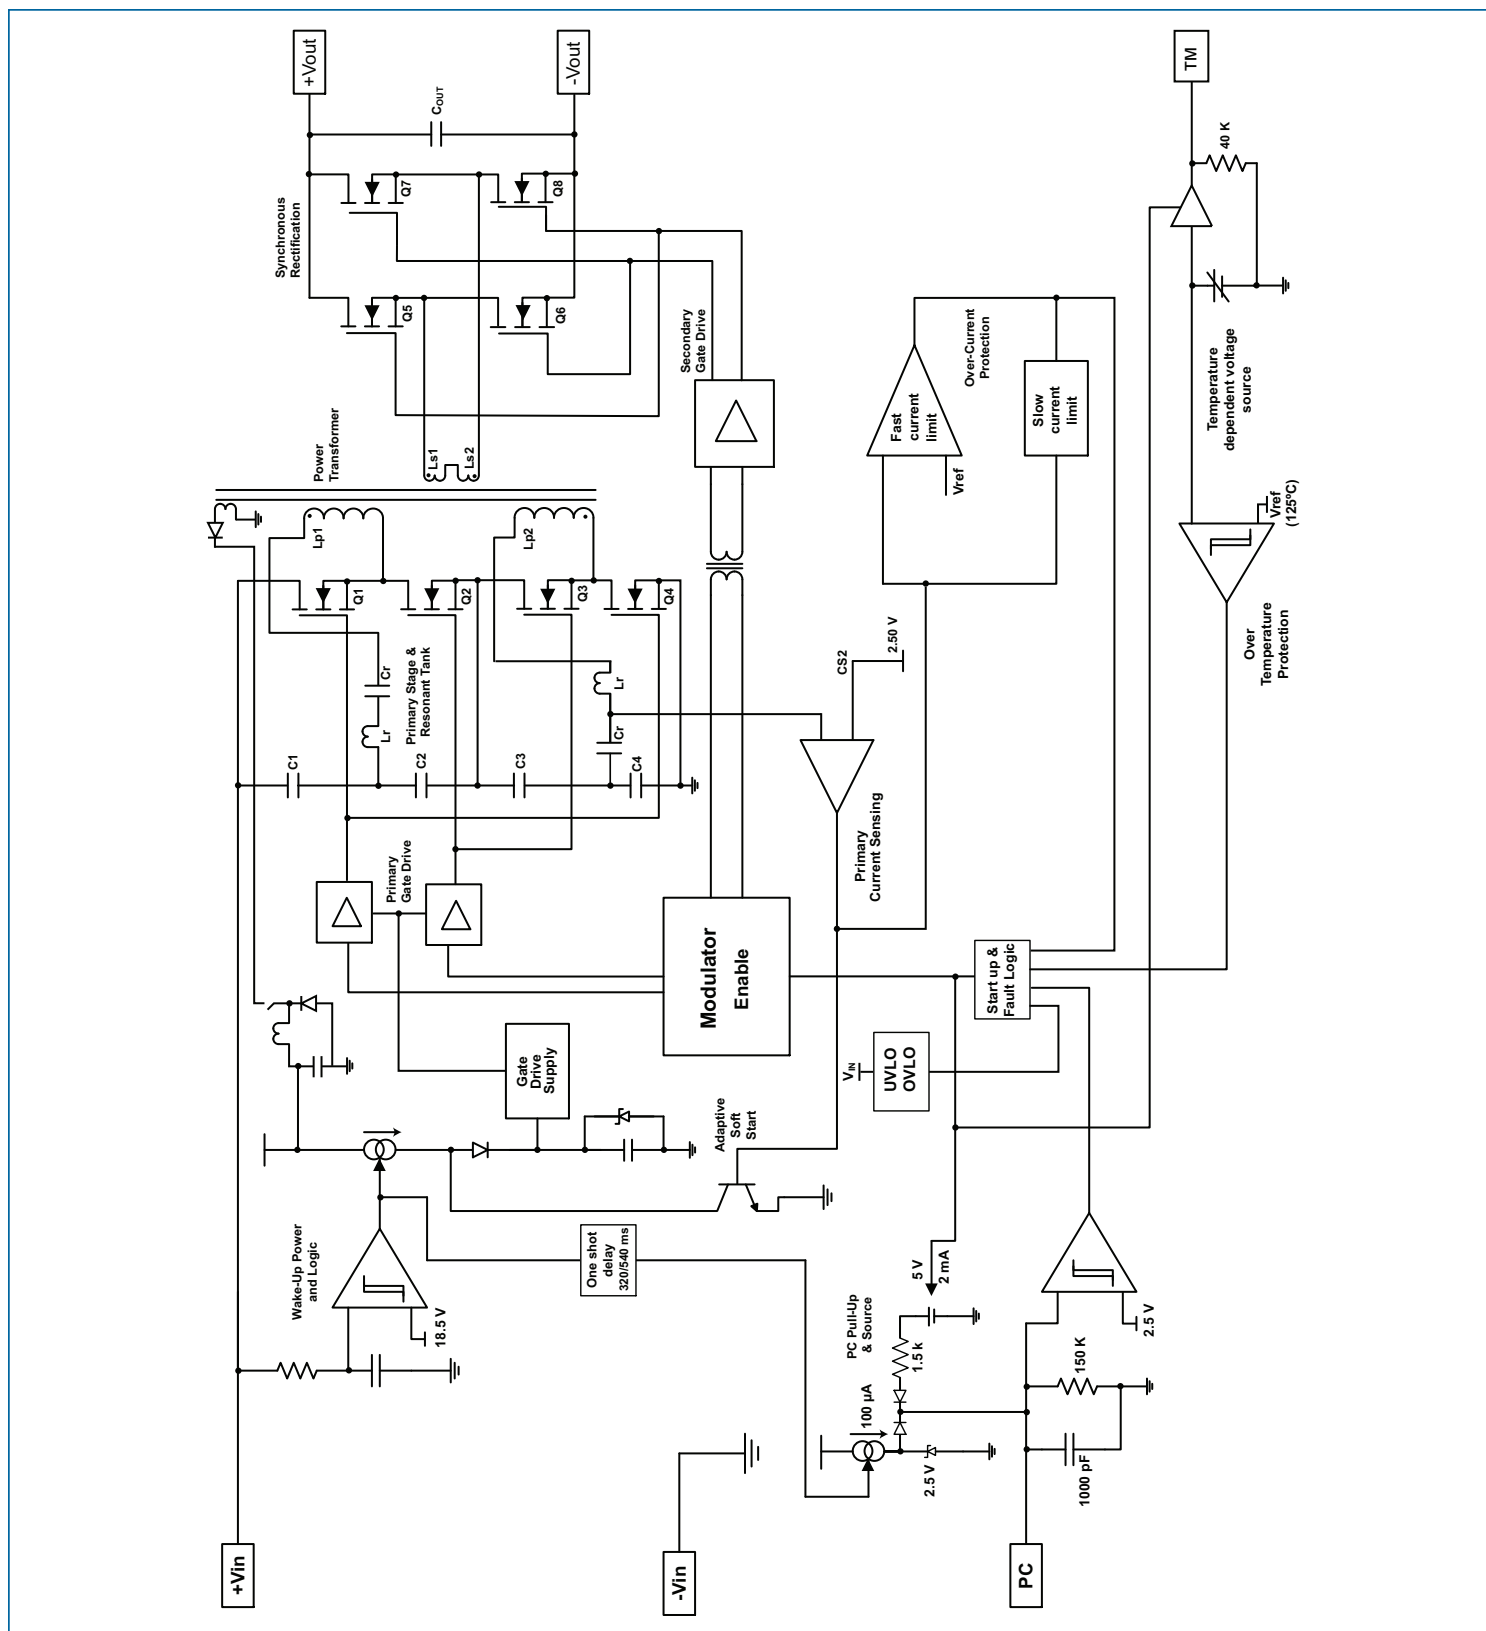 +Vout
-Vout
COUT
Synchronous
Rectification
Q7
Q8
Q5
Q6
TM
40 K
Temperature
dependent voltage
source
Vref
(125ºC)
Over
Temperature
Protection
Over-Current
Protection
Fast
current
limit
Vref
Slow
current
limit
Secondary
Gate Drive
Power
Transformer
Ls1
Ls2
Lp1
Lp2
Q1
Q2
Q3
Q4
Cr
Lr
Primary Stage &
Resonant Tank
Lr
Cr
C1
C2
C3
C4
CS2
2.50 V
Primary
Current Sensing
Primary
Gate Drive
Modulator
Enable
Start up &
Fault Logic
VIN
UVLO
OVLO
Gate
Drive
Supply
Adaptive
Soft
Start
Wake-Up Power
and Logic
18.5 V
One shot
delay
320/540 ms
5 V
2 mA
PC Pull-Up
& Source
1.5 k
100 µA
2.5 V
2.5 V
150 K
1000 pF
+Vin
-Vin
PC